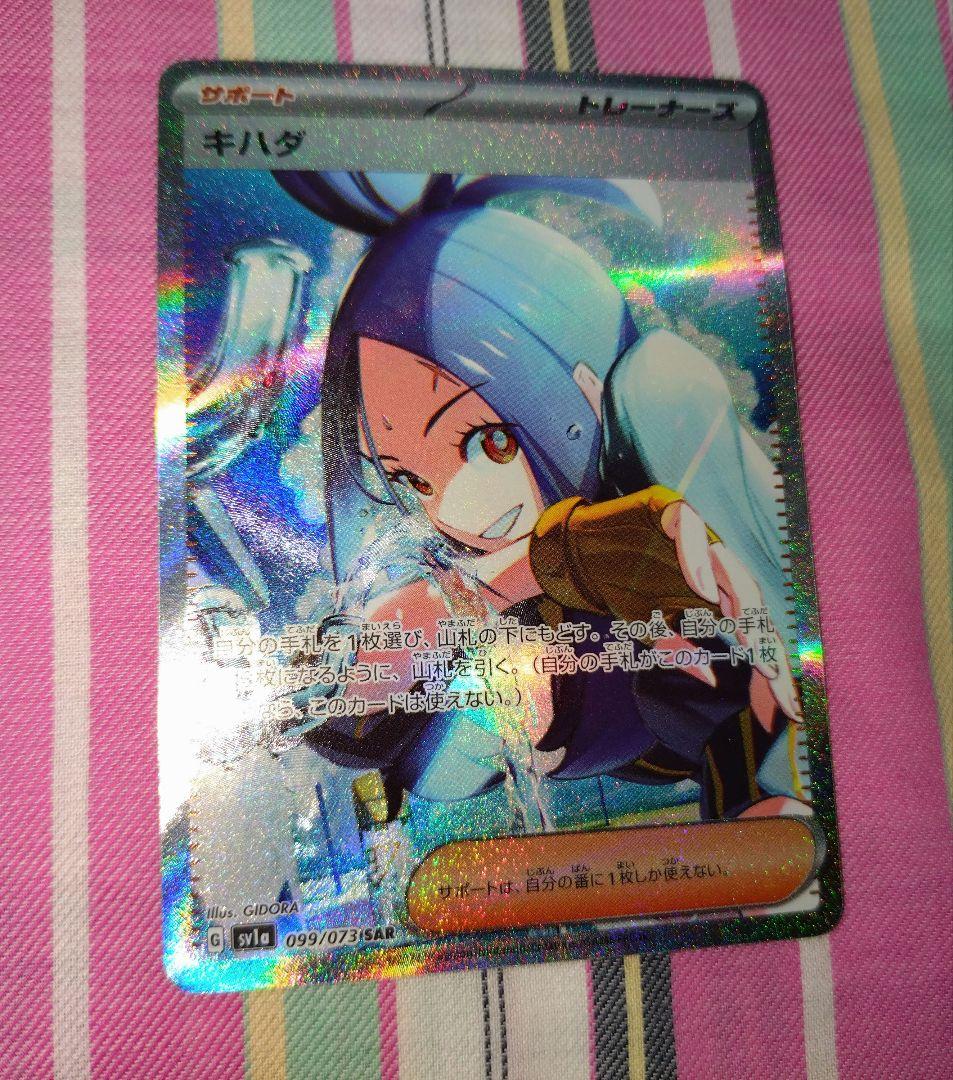 サポート トレーナーズ
キハダ
自分の手札を1枚選び、山札の下にもどす。その後、自分の手札
枚になるように、山札を引く。（自分の手札がこのカード1枚
、このカードは使えない。）
サポートは、自分の番に1枚しか使えない。
Illus. GIDORA
G sv1a 099/073 SAR